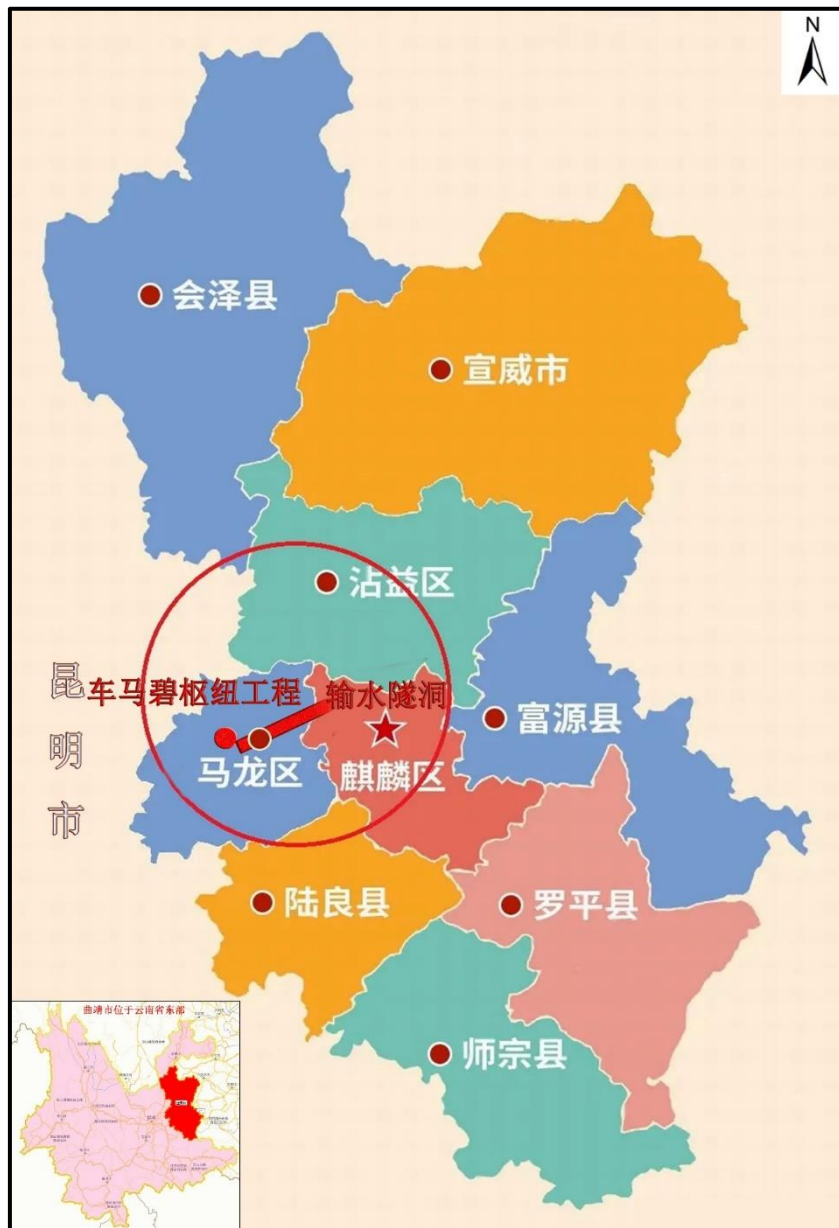 N
会泽县
宣威市
沾益区
昆明市
车马碧枢纽工程
输水隧洞
富源县
马龙区
麒麟区
陆良县
罗平县
师宗县
曲靖市位于云南省东部